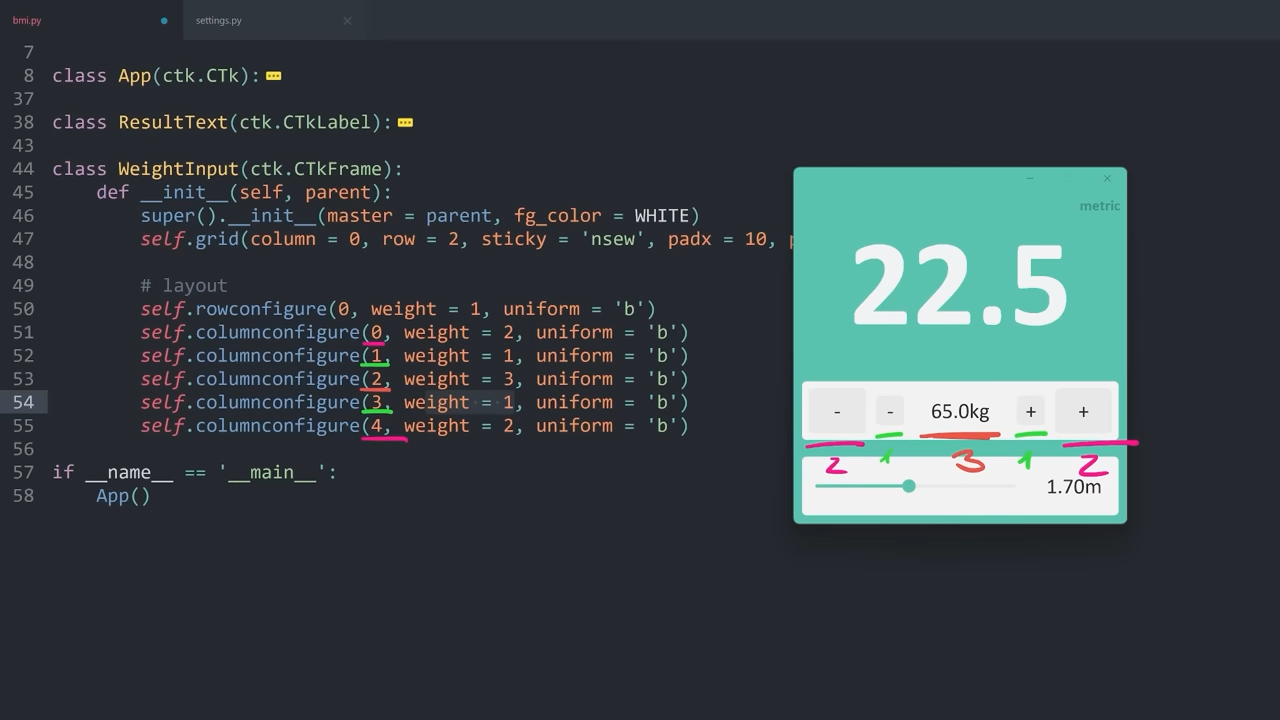 bmi.py settings.py
7
8 class App(ctk.CTk):
37
38 class ResultText(ctk.CTkLabel):
43
44 class WeightInput(ctk.CTkFrame):
45 def __init__(self, parent):
46 super().__init__(master = parent, fg_color = WHITE)
47 self.grid(column = 0, row = 2, sticky = 'nsew', padx = 10,
48
49 # layout
50 self.rowconfigure(0, weight = 1, uniform = 'b')
51 self.columnconfigure(0, weight = 2, uniform = 'b')
52 self.columnconfigure(1, weight = 1, uniform = 'b')
53 self.columnconfigure(2, weight = 3, uniform = 'b')
54 self.columnconfigure(3, weight = 1, uniform = 'b')
55 self.columnconfigure(4, weight = 2, uniform = 'b')
56
57 if __name__ == '__main__':
58 App()
metric
22.5
- - 65.0kg + +
2 1 3 1 2
1.70m